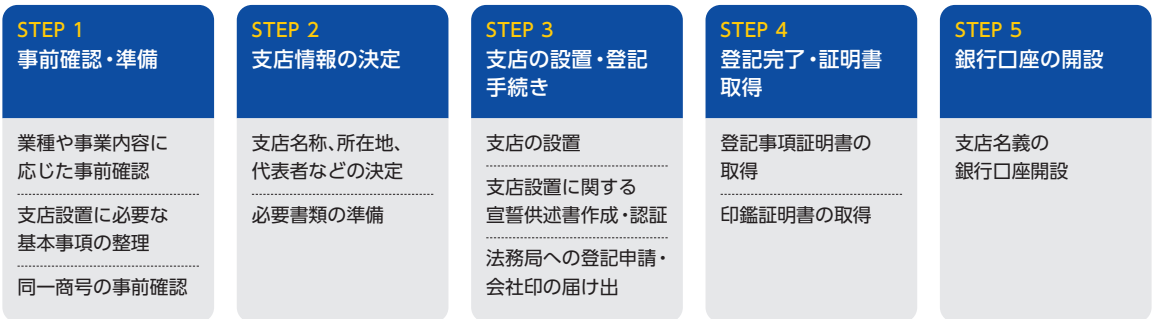 STEP 1
事前確認・準備
業種や事業内容に
応じた事前確認
支店設置に必要な
基本事項の整理
同一商号の事前確認
STEP 2
支店情報の決定
支店名称、所在地、
代表者などの決定
必要書類の準備
STEP 3
支店の設置・登記
手続き
支店の設置
支店設置に関する
宣誓供述書作成・認証
法務局への登記申請・
会社印の届け出
STEP 4
登記完了・証明書
取得
登記事項証明書の
取得
印鑑証明書の取得
STEP 5
銀行口座の開設
支店名義の
銀行口座開設